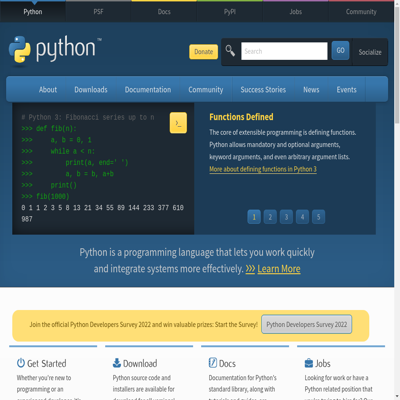 Python PSF Docs PyPI Jobs Community
python™
Donate Search GO Socialize
About Downloads Documentation Community Success Stories News Events
# Python 3: Fibonacci series up to n
>>> def fib(n):
>>>     a, b = 0, 1
>>>     while a < n:
>>>         print(a, end=' ')
>>>         a, b = b, a+b
>>>     print()
>>> fib(1000)
0 1 1 2 3 5 8 13 21 34 55 89 144 233 377 610
987
>_
Functions Defined
The core of extensible programming is defining functions.
Python allows mandatory and optional arguments,
keyword arguments, and even arbitrary argument lists.
More about defining functions in Python 3
1 2 3 4 5
Python is a programming language that lets you work quickly
and integrate systems more effectively. >>> Learn More
Join the official Python Developers Survey 2022 and win valuable prizes: Start the Survey! Python Developers Survey 2022
Get Started
Whether you're new to
programming or an
Download
Python source code and
installers are available for
Docs
Documentation for Python's
standard library, along with
Jobs
Looking for work or have a
Python related position that